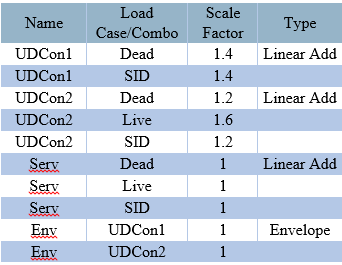 Name Load Case/Combo Scale Factor Type
UDCon1 Dead 1.4 Linear Add
UDCon1 SID 1.4
UDCon2 Dead 1.2 Linear Add
UDCon2 Live 1.6
UDCon2 SID 1.2
Serv Dead 1 Linear Add
Serv Live 1
Serv SID 1
Env UDCon1 1 Envelope
Env UDCon2 1